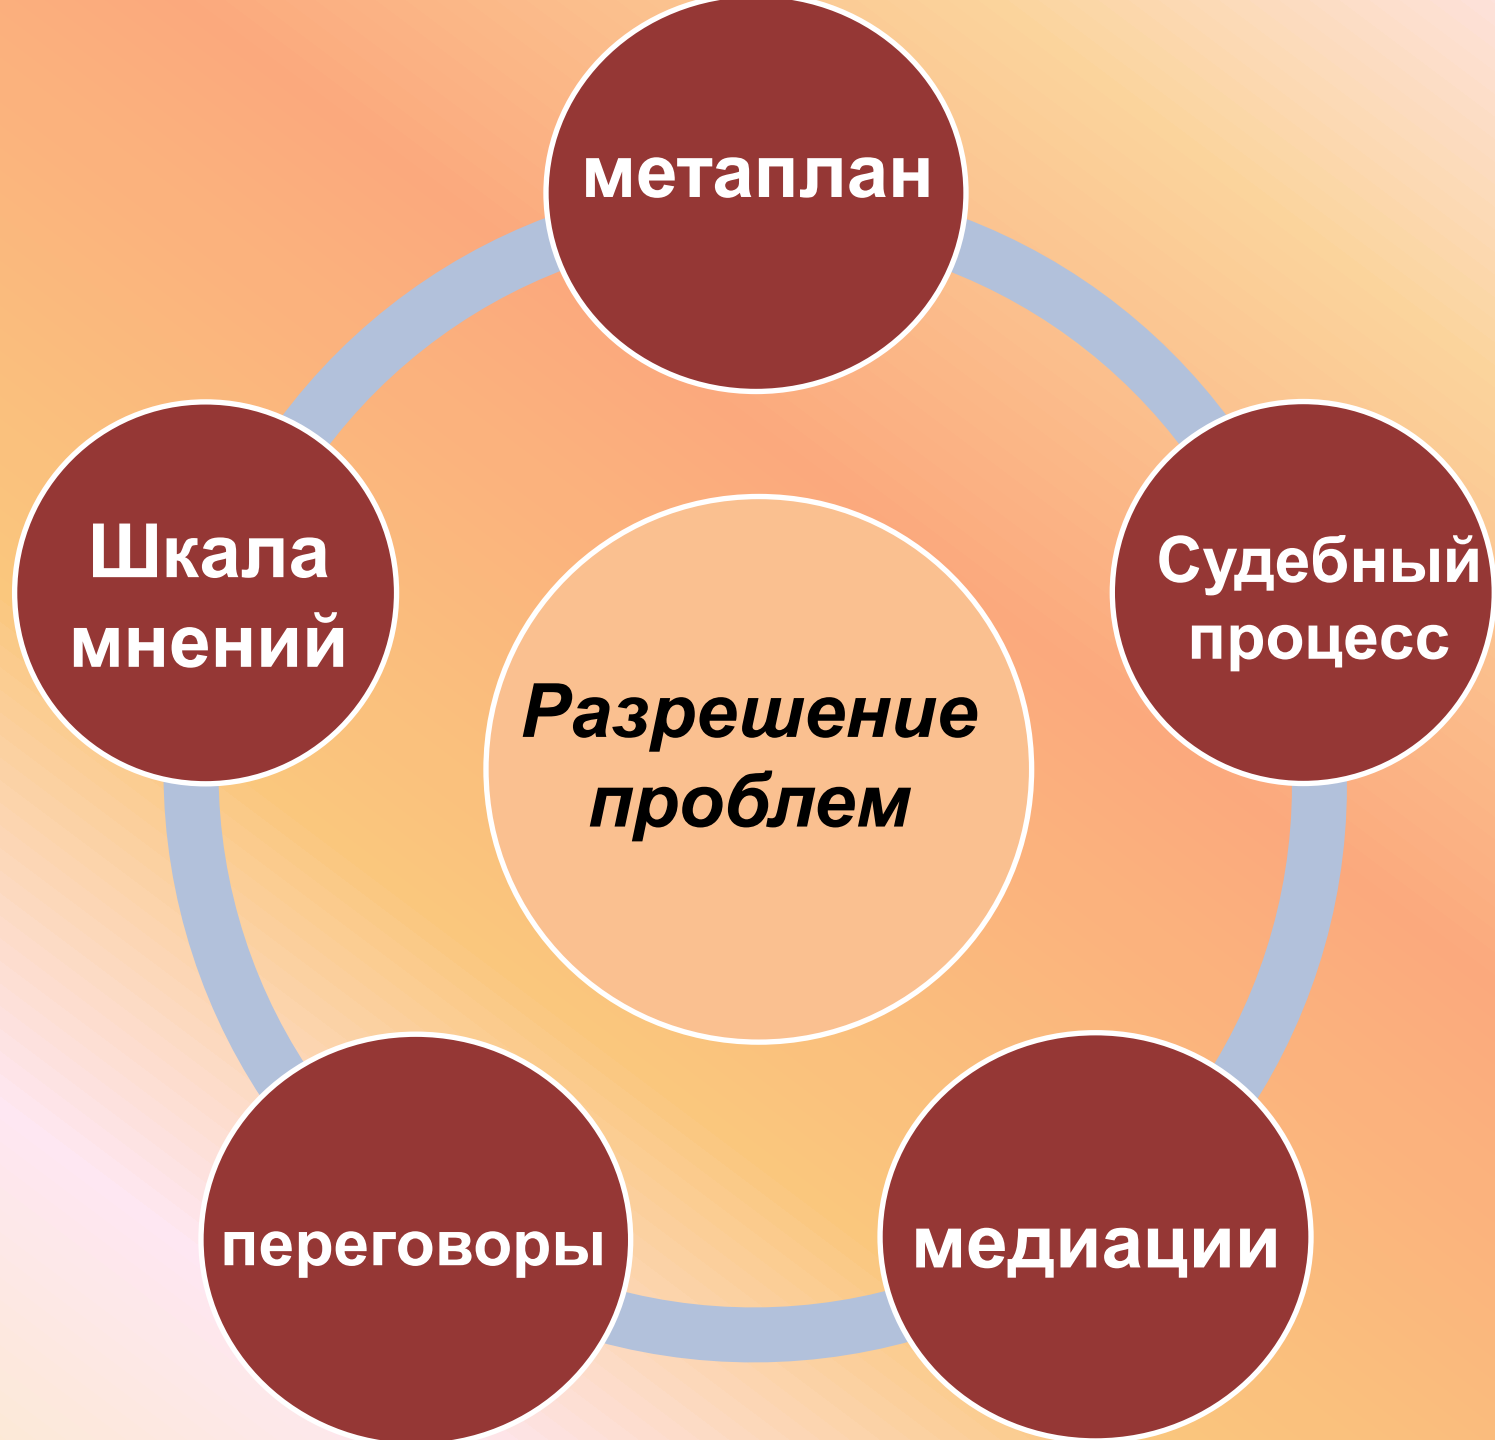 метаплан
Шкала
мнений
Судебный
процесс
Разрешение
проблем
переговоры
медиации